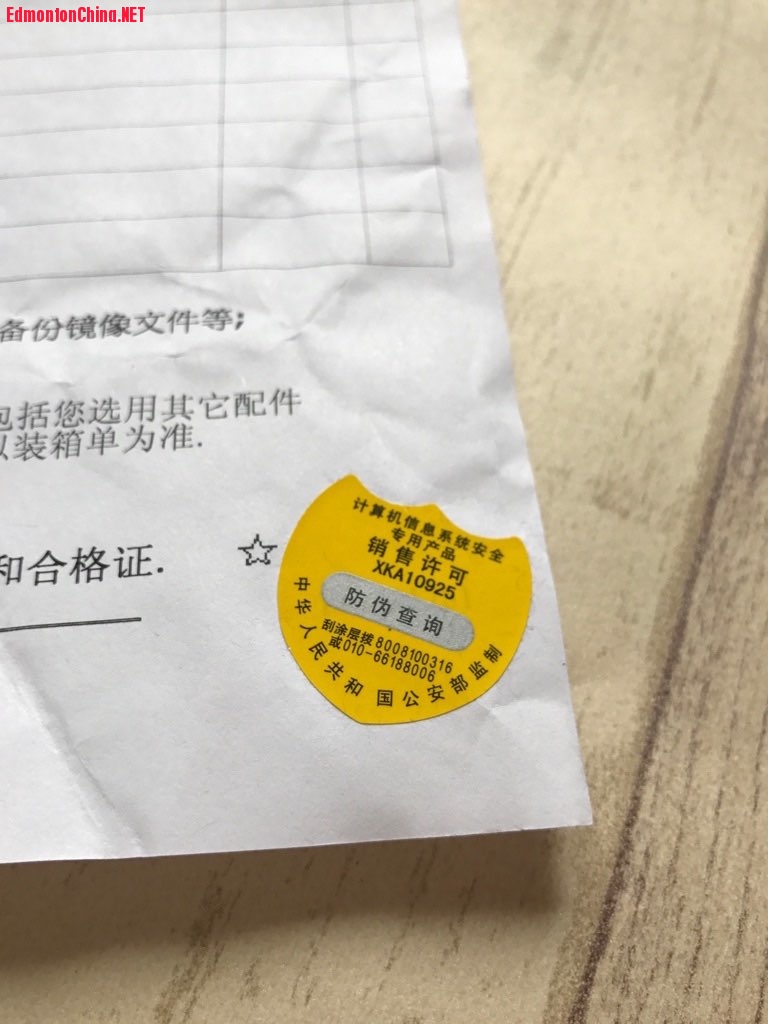 EdmontonChina.NET
备份镜像文件等;
包括您选用其它配件
以装箱单为准.
和合格证.
☆
计算机信息系统安全
专用产品
销售许可
XKA10925
防伪查询
刮涂层拨8008100316
或010-66188006
中华人民共和国公安部监制